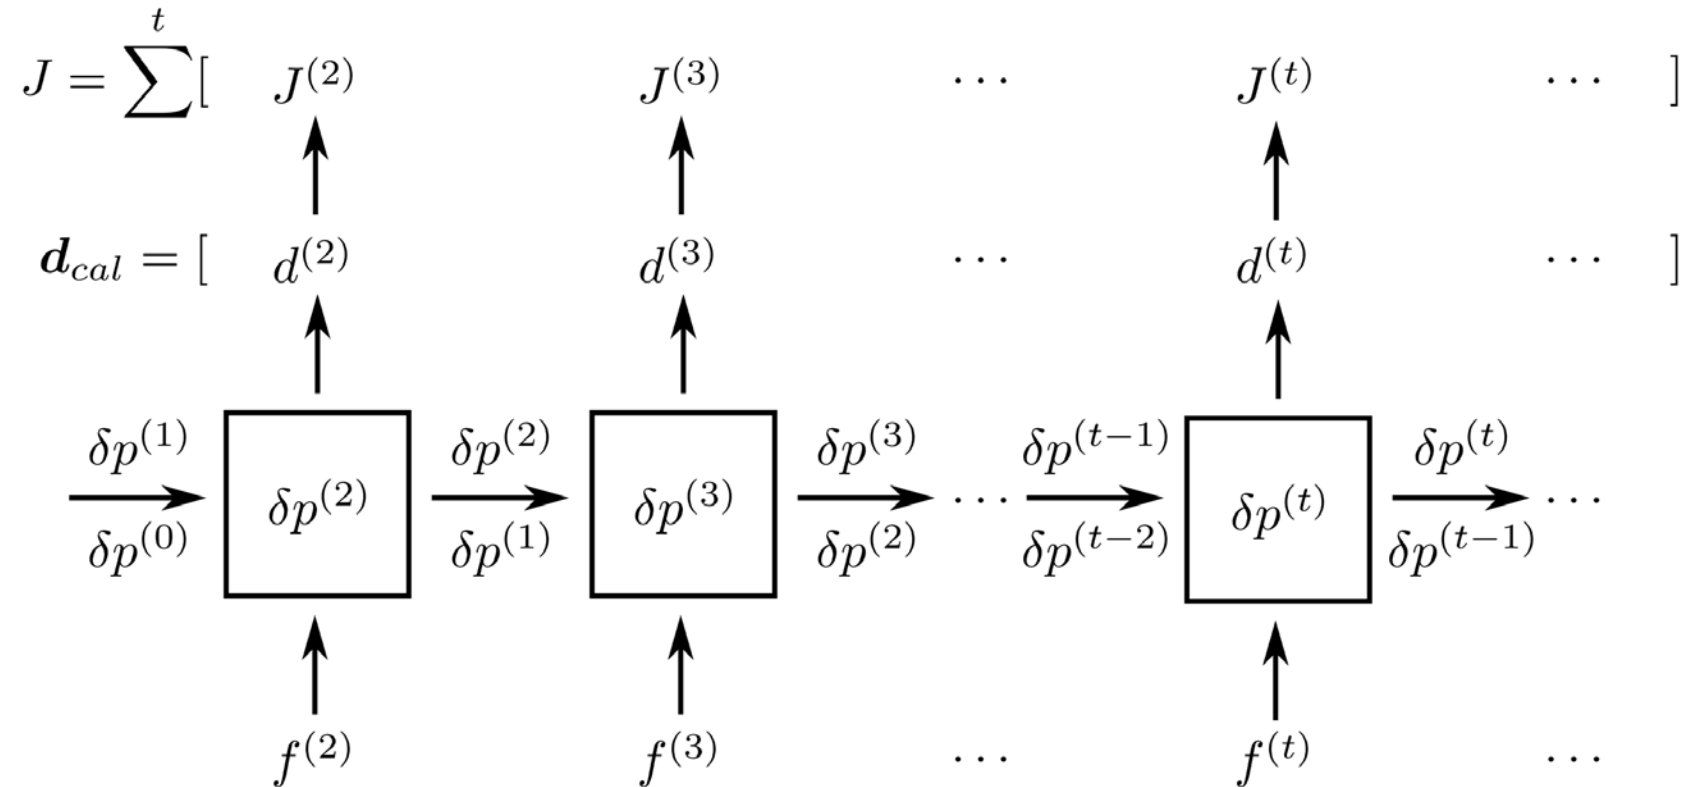 J = ∑^t [ J^(2) J^(3) ··· J^(t) ··· ]
d_cal = [ d^(2) d^(3) ··· d^(t) ··· ]
δp^(1) δp^(2) δp^(3) δp^(t−1) δp^(t)
δp^(2) δp^(3) ··· δp^(t) ···
δp^(0) δp^(1) δp^(2) δp^(t−2) δp^(t−1)
f^(2) f^(3) ··· f^(t) ···